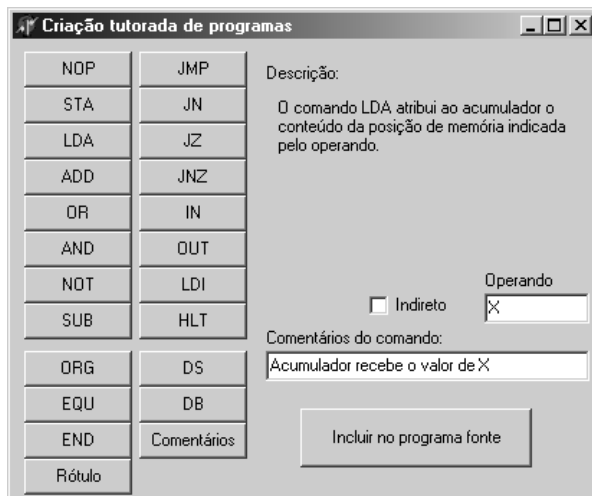 Criação tutorada de programas
NOP JMP
STA JN
LDA JZ
ADD JNZ
OR IN
AND OUT
NOT LDI
SUB HLT
ORG DS
EQU DB
END Comentários
Rótulo
Descrição:
O comando LDA atribui ao acumulador o
conteúdo da posição de memória indicada
pelo operando.
Operando
Indireto X
Comentários do comando:
Acumulador recebe o valor de X
Incluir no programa fonte